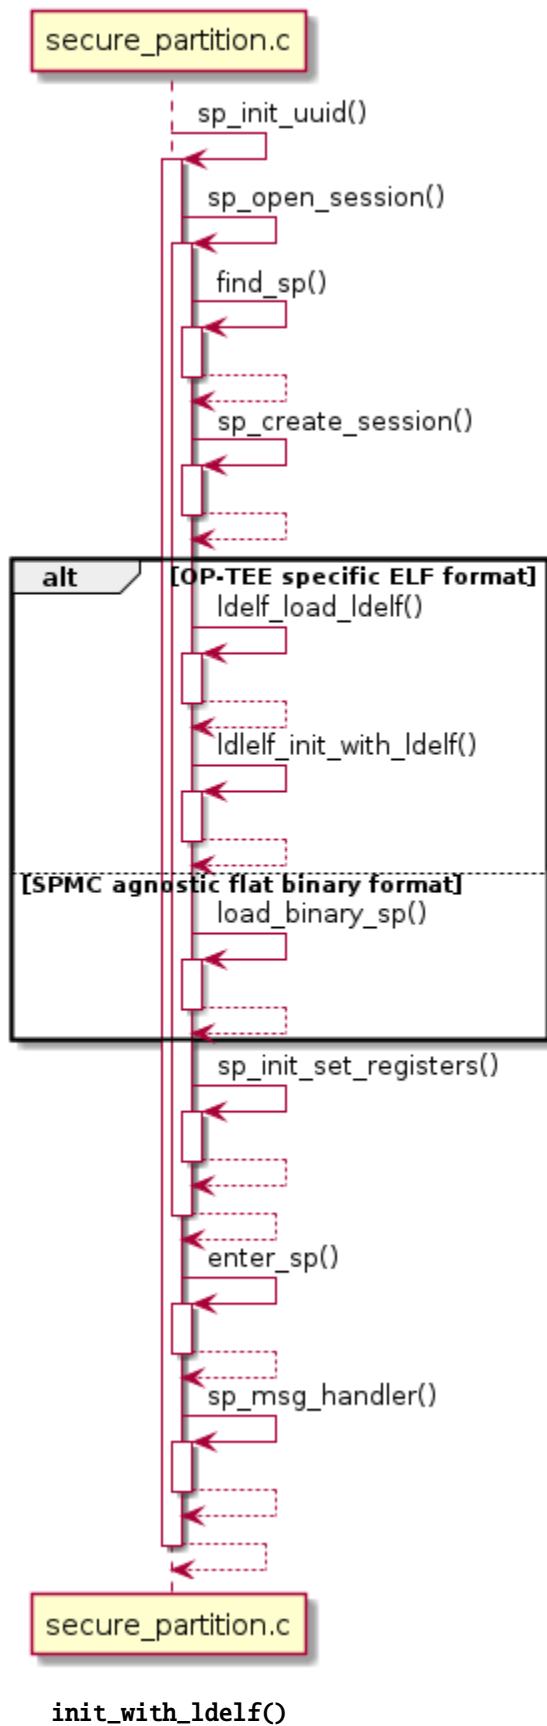 secure_partition.c
sp_init_uuid()
sp_open_session()
find_sp()
sp_create_session()
alt [OP-TEE specific ELF format]
ldelf_load_ldelf()
ldlelf_init_with_ldelf()
[SPMC agnostic flat binary format]
load_binary_sp()
sp_init_set_registers()
enter_sp()
sp_msg_handler()
secure_partition.c
init_with_ldelf()